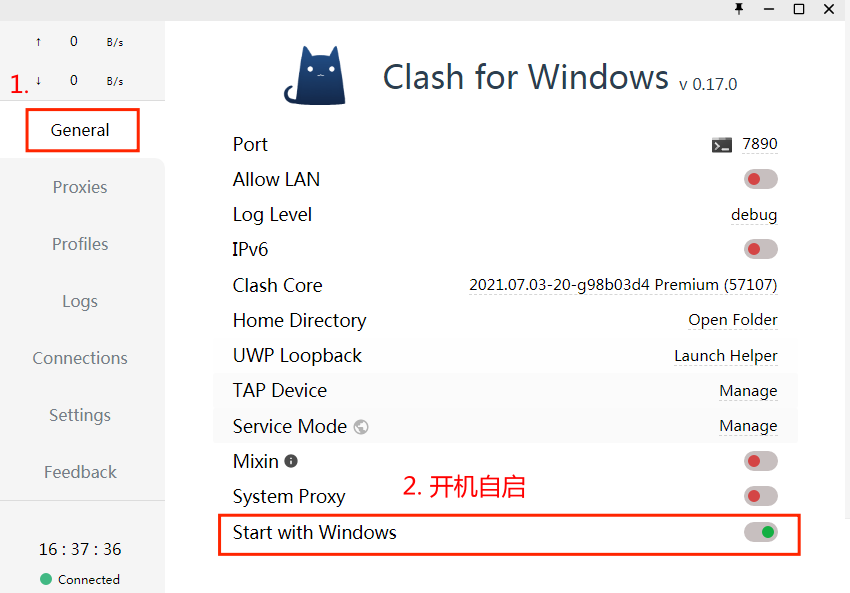 ↑ 0 B/s
1. ↓ 0 B/s
General
Proxies
Profiles
Logs
Connections
Settings
Feedback
16 : 37 : 36
Connected
Clash for Windows v 0.17.0
Port 7890
Allow LAN
Log Level debug
IPv6
Clash Core 2021.07.03-20-g98b03d4 Premium (57107)
Home Directory Open Folder
UWP Loopback Launch Helper
TAP Device Manage
Service Mode Manage
Mixin
System Proxy
2. 开机自启
Start with Windows